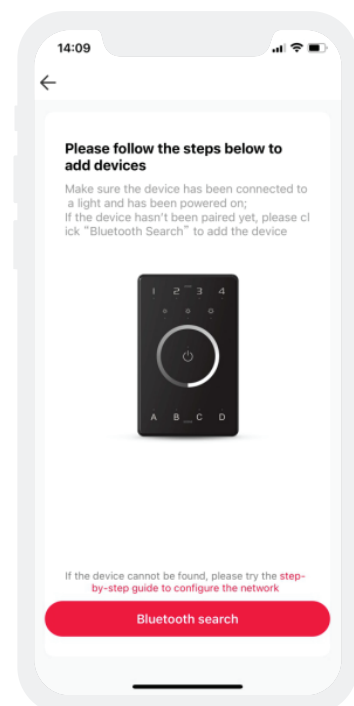 14:09
Please follow the steps below to
add devices
Make sure the device has been connected to
a light and has been powered on;
If the device hasn't been paired yet, please cl
ick "Bluetooth Search" to add the device
1 2 3 4
A B C D
If the device cannot be found, please try the step-
by-step guide to configure the network
Bluetooth search